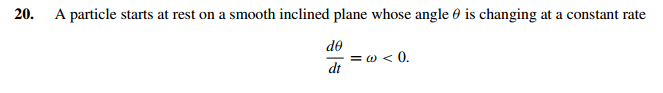 20. A particle starts at rest on a smooth inclined plane whose angle θ is changing at a constant rate
dθ/dt = ω < 0.